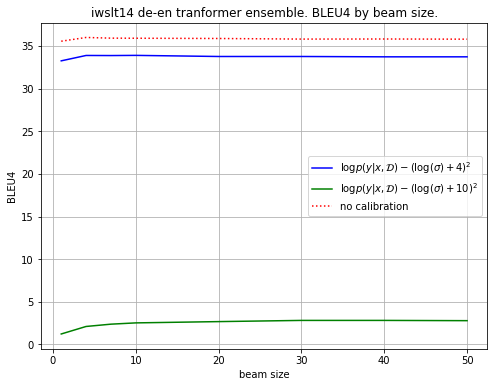 iwslt14 de-en tranformer ensemble. BLEU4 by beam size.
BLEU4
35
30
25
20
15
10
5
0
log p(y|x, 𝒟) − (log(σ) + 4)²
log p(y|x, 𝒟) − (log(σ) + 10)²
no calibration
0 10 20 30 40 50
beam size